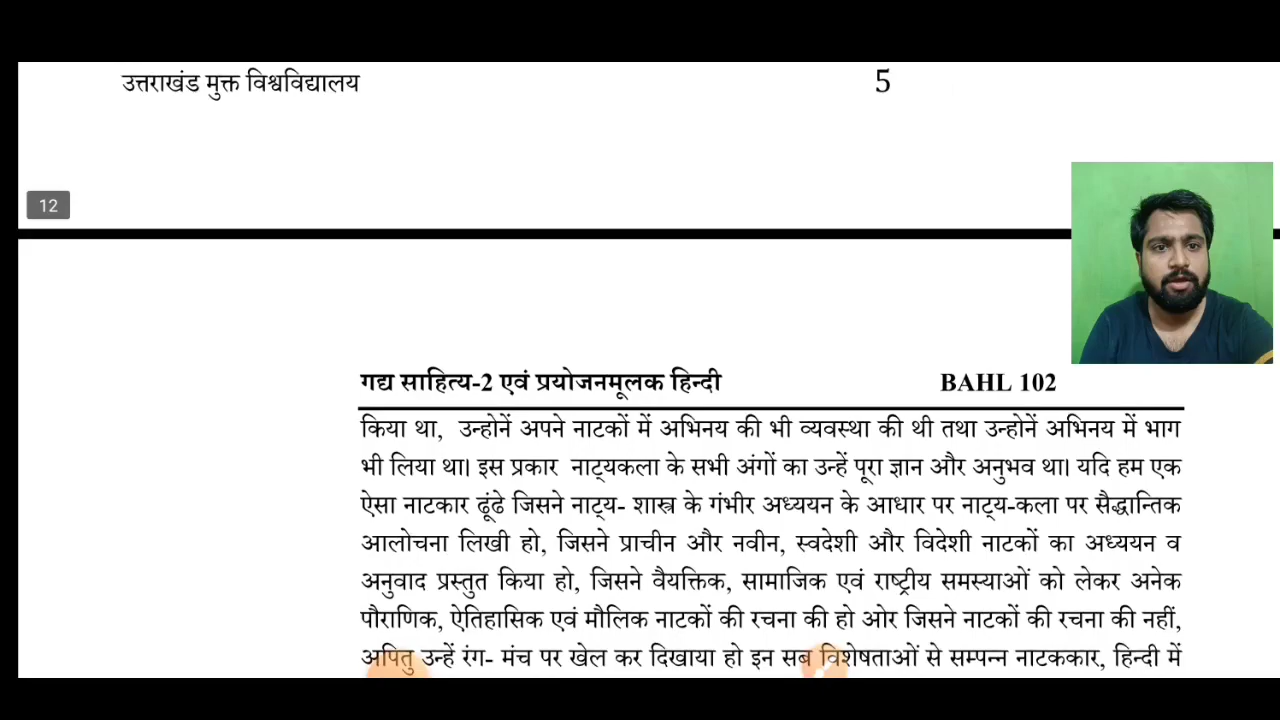 उत्तराखंड मुक्त विश्वविद्यालय 5
12
गद्य साहित्य-2 एवं प्रयोजनमूलक हिन्दी BAHL 102
किया था, उन्होनें अपने नाटकों में अभिनय की भी व्यवस्था की थी तथा उन्होनें अभिनय में भाग
भी लिया था। इस प्रकार नाट्यकला के सभी अंगों का उन्हें पूरा ज्ञान और अनुभव था। यदि हम एक
ऐसा नाटकार ढूंढे जिसने नाट्य- शास्त्र के गंभीर अध्ययन के आधार पर नाट्य-कला पर सैद्धान्तिक
आलोचना लिखी हो, जिसने प्राचीन और नवीन, स्वदेशी और विदेशी नाटकों का अध्ययन व
अनुवाद प्रस्तुत किया हो, जिसने वैयक्तिक, सामाजिक एवं राष्ट्रीय समस्याओं को लेकर अनेक
पौराणिक, ऐतिहासिक एवं मौलिक नाटकों की रचना की हो ओर जिसने नाटकों की रचना की नहीं,
अपितु उन्हें रंग- मंच पर खेल कर दिखाया हो इन सब विशेषताओं से सम्पन्न नाटककार, हिन्दी में